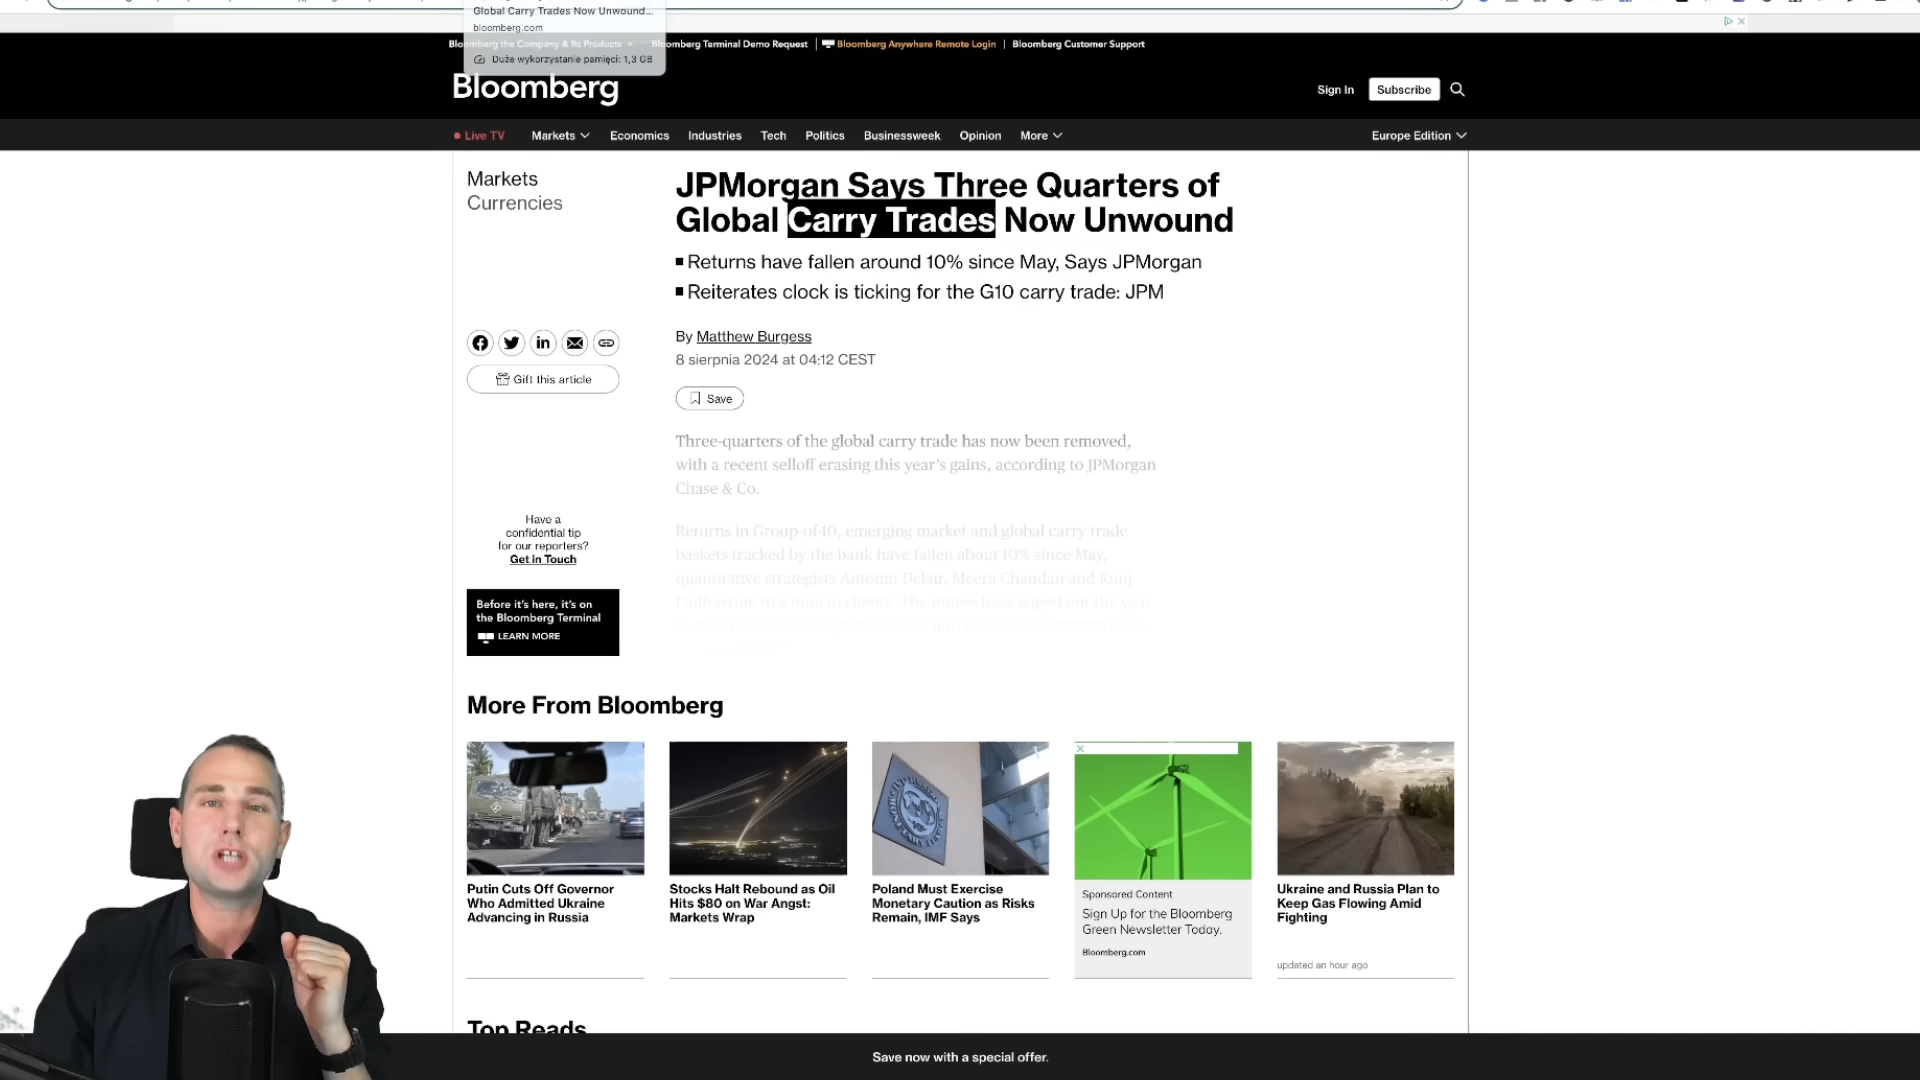 Global Carry Trades Now Unwound...
bloomberg.com
Duże wykorzystanie pamięci: 1,3 GB
Bloomberg the Company & Its Products
Bloomberg Terminal Demo Request
Bloomberg Anywhere Remote Login
Bloomberg Customer Support
Bloomberg
Sign In
Subscribe
Live TV
Markets
Economics
Industries
Tech
Politics
Businessweek
Opinion
More
Europe Edition
Markets
Currencies
JPMorgan Says Three Quarters of
Global Carry Trades Now Unwound
Returns have fallen around 10% since May, Says JPMorgan
Reiterates clock is ticking for the G10 carry trade: JPM
By Matthew Burgess
8 sierpnia 2024 at 04:12 CEST
Gift this article
Save
Three-quarters of the global carry trade has now been removed,
with a recent selloff erasing this year's gains, according to JPMorgan
Chase & Co.
Returns in Group-of-10, emerging market and global carry trade
baskets tracked by the bank have fallen about 10% since May,
quantitative strategists Antonin Delair, Meera Chandan and Kunj
Padh wrote in a note to clients. The moves have wiped out the year
Have a
confidential tip
for our reporters?
Get in Touch
Before it's here, it's on
the Bloomberg Terminal
LEARN MORE
More From Bloomberg
Putin Cuts Off Governor
Who Admitted Ukraine
Advancing in Russia
Stocks Halt Rebound as Oil
Hits $80 on War Angst:
Markets Wrap
Poland Must Exercise
Monetary Caution as Risks
Remain, IMF Says
Sponsored Content
Sign Up for the Bloomberg
Green Newsletter Today.
Bloomberg.com
Ukraine and Russia Plan to
Keep Gas Flowing Amid
Fighting
updated an hour ago
Top Reads
Save now with a special offer.